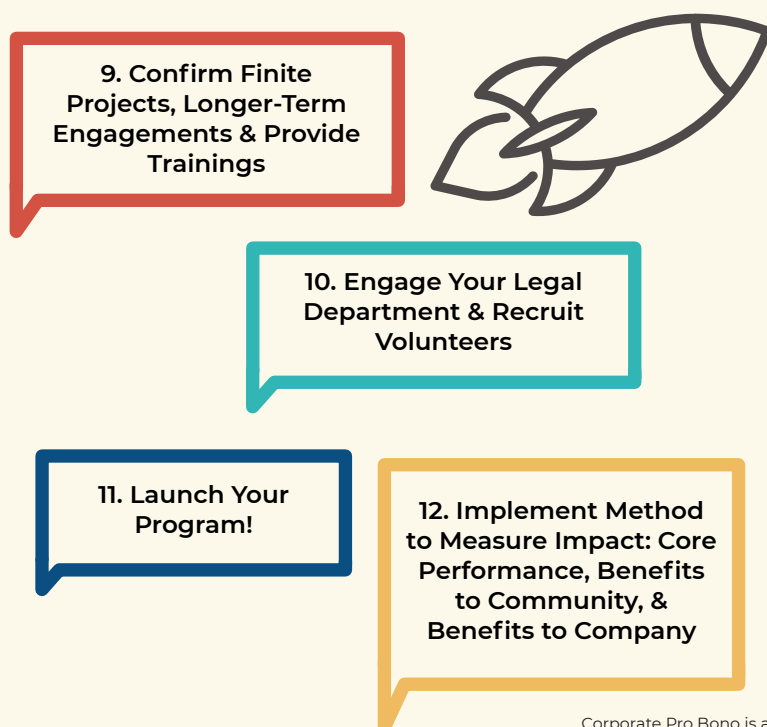 9. Confirm Finite
Projects, Longer-Term
Engagements & Provide
Trainings
10. Engage Your Legal
Department & Recruit
Volunteers
11. Launch Your
Program!
12. Implement Method
to Measure Impact: Core
Performance, Benefits
to Community, &
Benefits to Company
Corporate Pro Bono is a